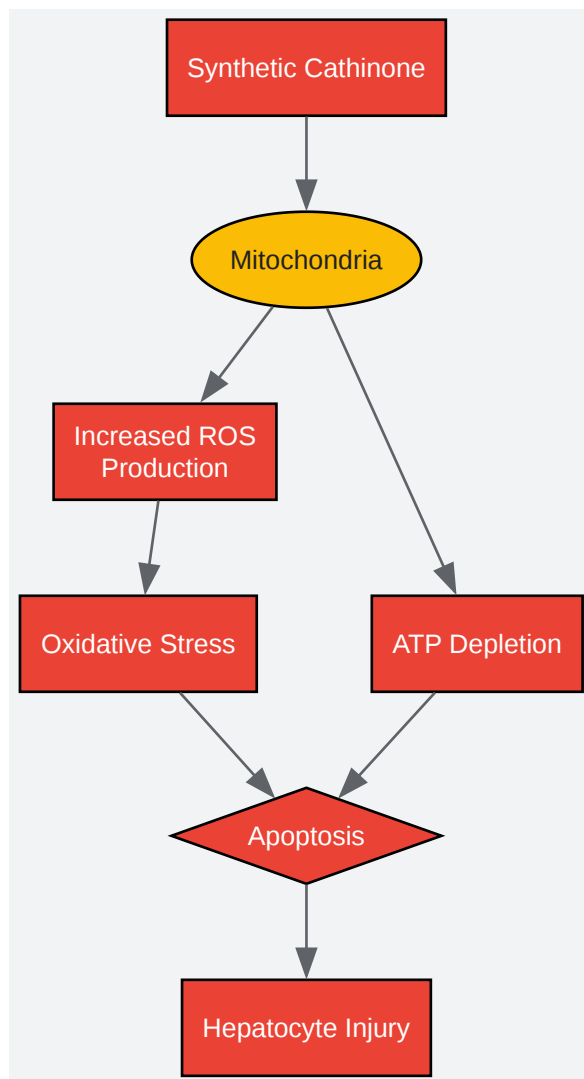 Synthetic Cathinone
Mitochondria
Increased ROS
Production
Oxidative Stress
ATP Depletion
Apoptosis
Hepatocyte Injury